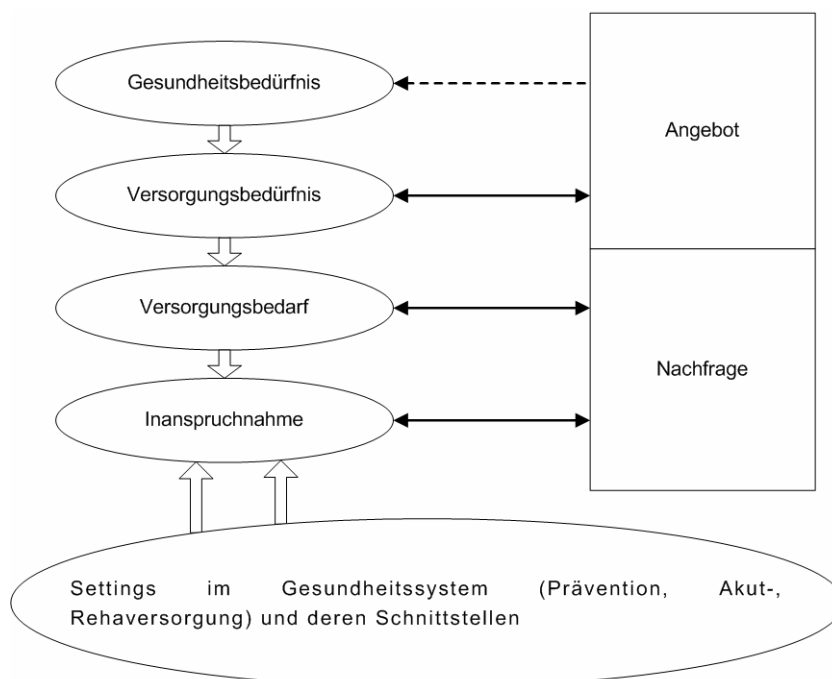 Gesundheitsbedürfnis
Angebot
Versorgungsbedürfnis
Versorgungsbedarf
Nachfrage
Inanspruchnahme
Settings im Gesundheitssystem (Prävention, Akut-,
Rehaversorgung) und deren Schnittstellen